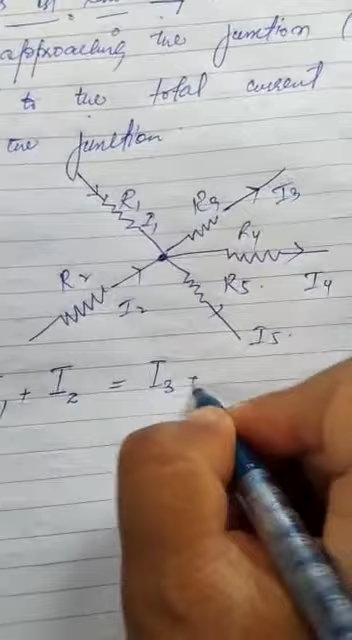 approaching the junction (
to the total current
the junction.
R1
I1
R3
I3
R4
I4
R2
I2
R5.
I5.
+ I2 = I3